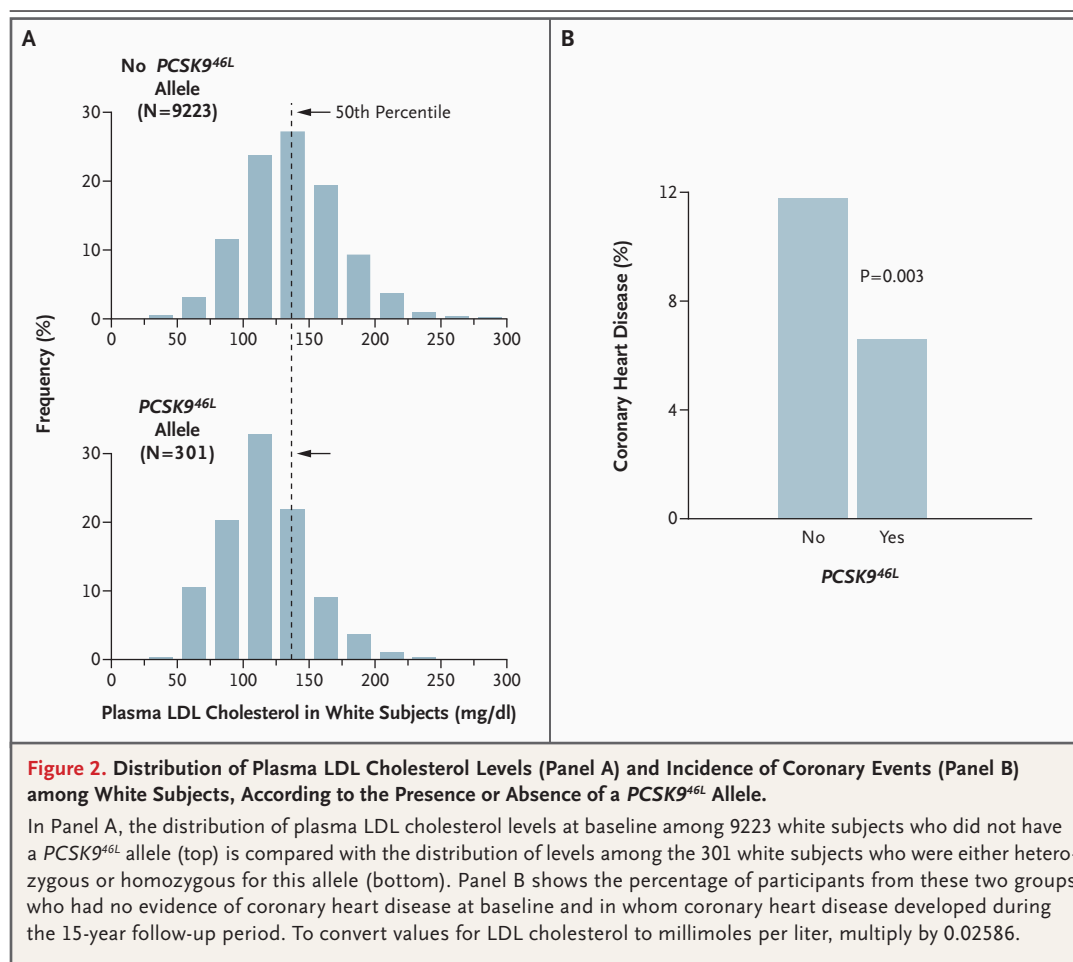 A
No PCSK9⁴⁶ᴸ
Allele
(N=9223)
30
20
10
0
50th Percentile
0 50 100 150 200 250 300
Frequency (%)
PCSK9⁴⁶ᴸ
Allele
(N=301)
30
20
10
0
0 50 100 150 200 250 300
Plasma LDL Cholesterol in White Subjects (mg/dl)
B
12
8
4
0
Coronary Heart Disease (%)
P=0.003
No Yes
PCSK9⁴⁶ᴸ
Figure 2. Distribution of Plasma LDL Cholesterol Levels (Panel A) and Incidence of Coronary Events (Panel B)
among White Subjects, According to the Presence or Absence of a PCSK9⁴⁶ᴸ Allele.
In Panel A, the distribution of plasma LDL cholesterol levels at baseline among 9223 white subjects who did not have
a PCSK9⁴⁶ᴸ allele (top) is compared with the distribution of levels among the 301 white subjects who were either hetero-
zygous or homozygous for this allele (bottom). Panel B shows the percentage of participants from these two groups
who had no evidence of coronary heart disease at baseline and in whom coronary heart disease developed during
the 15-year follow-up period. To convert values for LDL cholesterol to millimoles per liter, multiply by 0.02586.